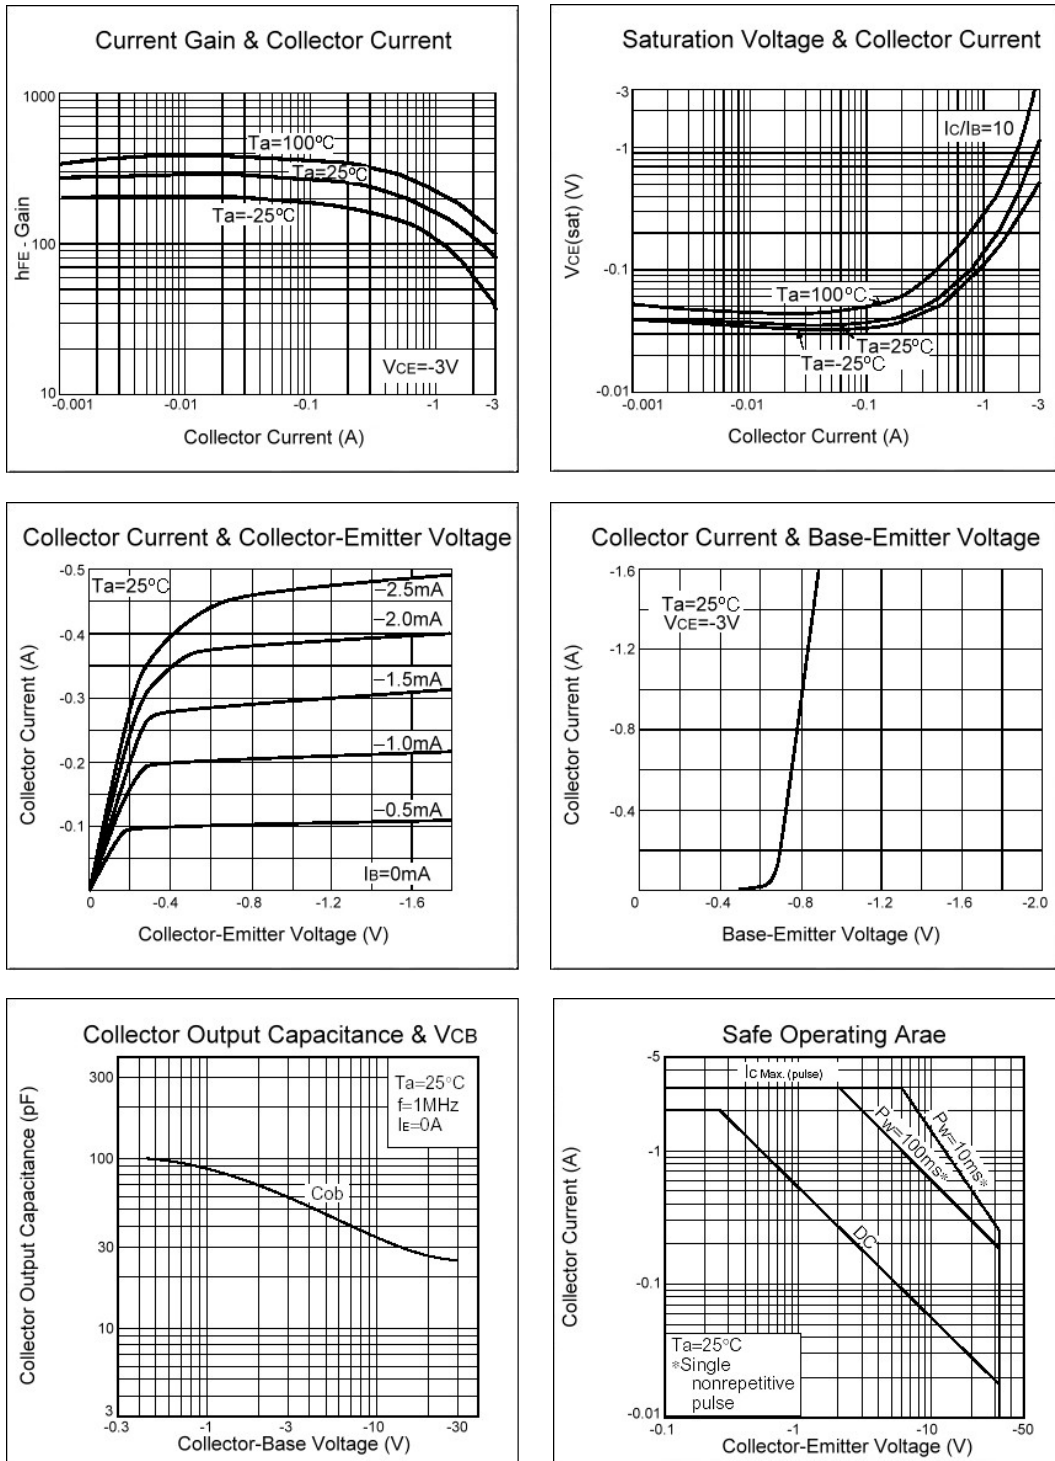 Current Gain & Collector Current
1000
100
10
hFE - Gain
Ta=100°C
Ta=25°C
Ta=-25°C
VCE=-3V
-0.001
-0.01
-0.1
-1
-3
Collector Current (A)
Saturation Voltage & Collector Current
-3
-1
-0.1
-0.01
VCE(sat) (V)
IC/IB=10
Ta=100°C
Ta=25°C
Ta=-25°C
-0.001
-0.01
-0.1
-1
-3
Collector Current (A)
Collector Current & Collector-Emitter Voltage
-0.5
-0.4
-0.3
-0.2
-0.1
Collector Current (A)
Ta=25°C
−2.5mA
−2.0mA
−1.5mA
−1.0mA
−0.5mA
IB=0mA
0
-0.4
-0.8
-1.2
-1.6
Collector-Emitter Voltage (V)
Collector Current & Base-Emitter Voltage
-1.6
-1.2
-0.8
-0.4
Collector Current (A)
Ta=25°C
VCE=-3V
0
-0.4
-0.8
-1.2
-1.6
-2.0
Base-Emitter Voltage (V)
Collector Output Capacitance & VCB
300
100
30
10
3
Collector Output Capacitance (pF)
Ta=25°C
f=1MHz
IE=0A
Cob
-0.3
-1
-3
-10
-30
Collector-Base Voltage (V)
Safe Operating Arae
-5
-1
-0.1
-0.01
Collector Current (A)
IC Max. (pulse)
PW=10ms*
PW=100ms*
DC
Ta=25°C
*Single
nonrepetitive
pulse
-0.1
-1
-10
-50
Collector-Emitter Voltage (V)